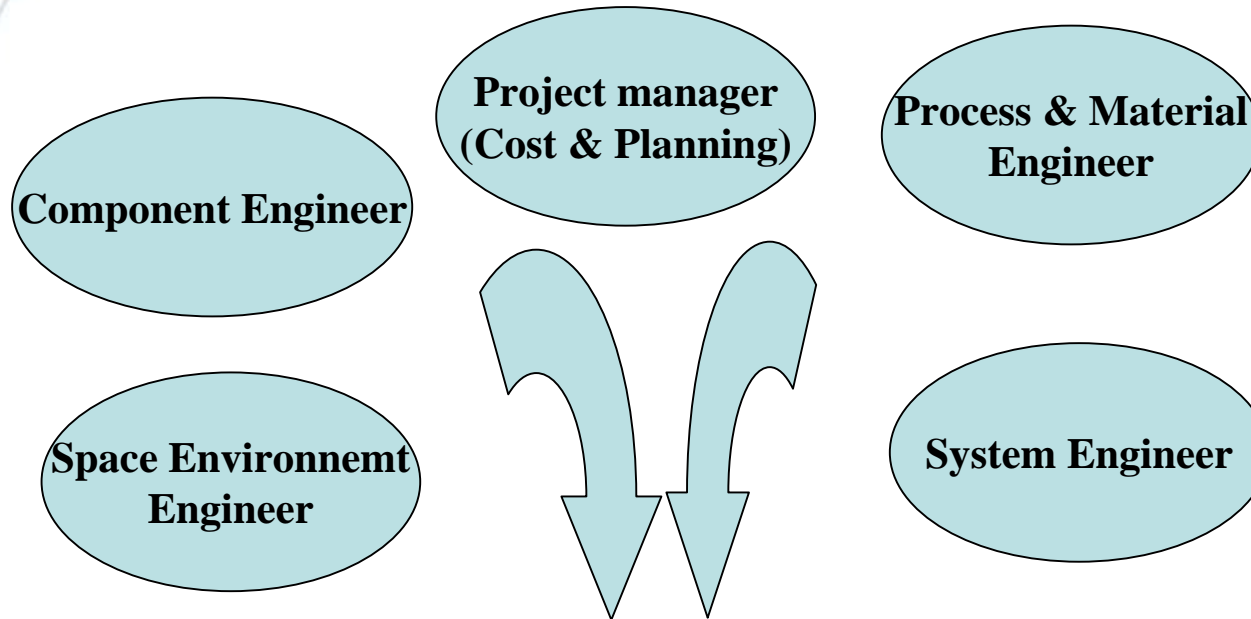 Project manager
(Cost & Planning)
Process & Material
Engineer
Component Engineer
Space Environnemt
Engineer
System Engineer